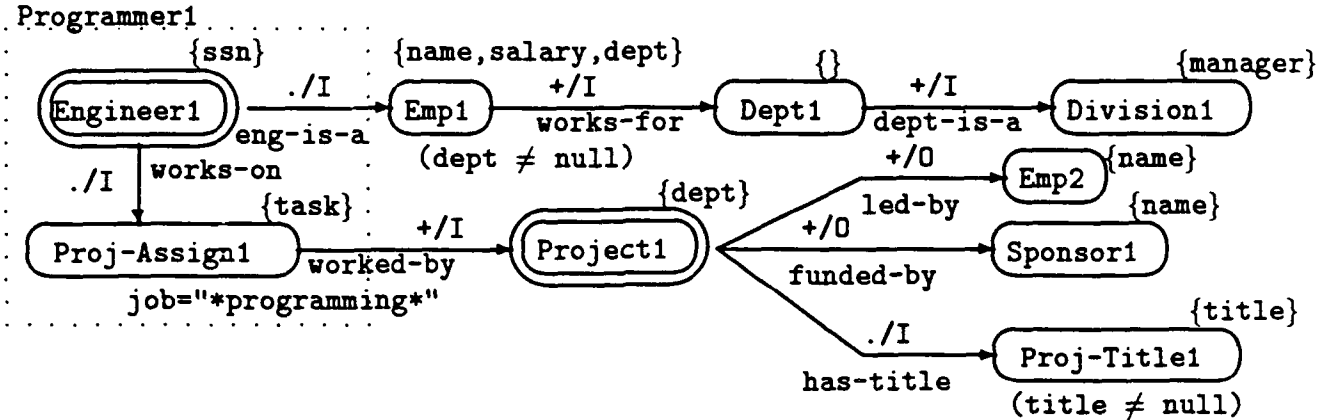 Programmer1
{ssn} {name,salary,dept} {} {manager}
Engineer1 ./I Emp1 +/I Dept1 +/I Division1
eng-is-a works-for dept-is-a
(dept ≠ null)
./I works-on +/O Emp2 {name}
{task} {dept} led-by {name}
Proj-Assign1 +/I Project1 +/O Sponsor1
worked-by funded-by
job="*programming*"
{title}
./I Proj-Title1
has-title
(title ≠ null)